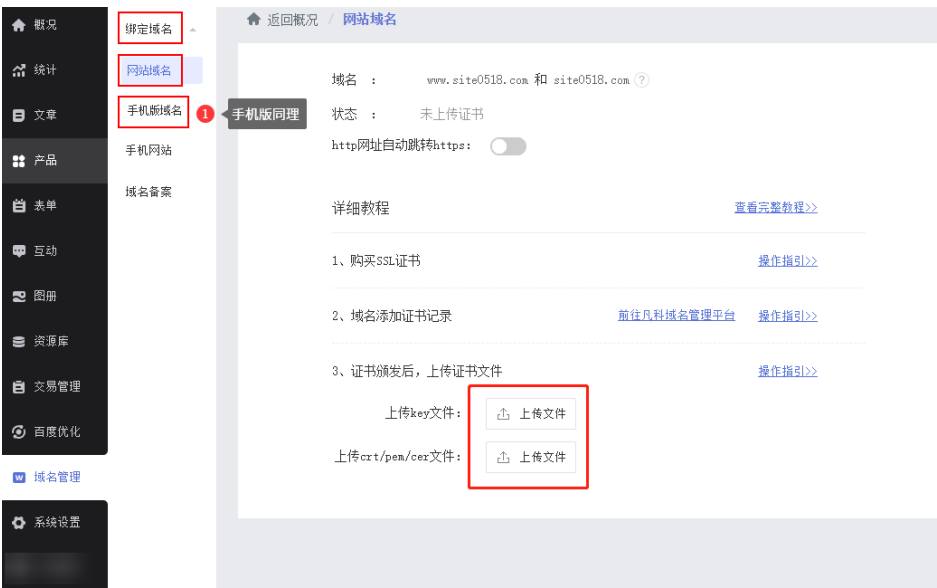 概况
统计
文章
产品
表单
互动
图册
资源库
交易管理
百度优化
域名管理
系统设置
绑定域名
网站域名
手机版域名
1 手机版同理
手机网站
域名备案
返回概况 / 网站域名
域名 : www.site0518.com 和 site0518.com ?
状态 : 未上传证书
http网址自动跳转https:
详细教程 查看完整教程>>
1、购买SSL证书 操作指引>>
2、域名添加证书记录 前往凡科域名管理平台 操作指引>>
3、证书颁发后，上传证书文件 操作指引>>
上传key文件: 上传文件
上传crt/pem/cer文件: 上传文件